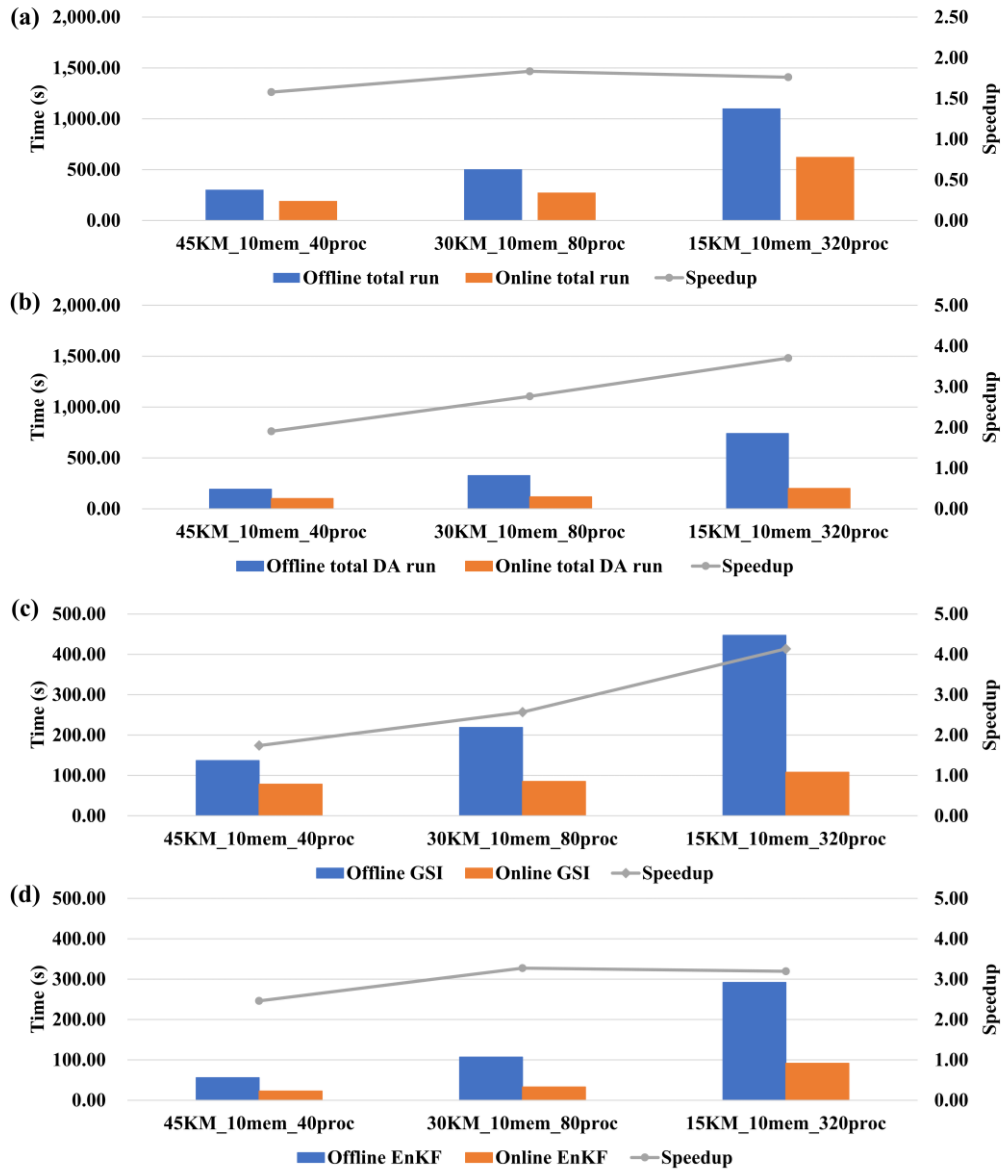 (a)
2,000.00 2.50
1,500.00 2.00
1,000.00 1.50
500.00 1.00
0.00 0.50
0.00
Time (s)
Speedup
45KM_10mem_40proc 30KM_10mem_80proc 15KM_10mem_320proc
Offline total run Online total run Speedup
(b)
2,000.00 5.00
1,500.00 4.00
1,000.00 3.00
500.00 2.00
0.00 1.00
0.00
Time (s)
Speedup
45KM_10mem_40proc 30KM_10mem_80proc 15KM_10mem_320proc
Offline total DA run Online total DA run Speedup
(c)
500.00 5.00
400.00 4.00
300.00 3.00
200.00 2.00
100.00 1.00
0.00 0.00
Time (s)
Speedup
45KM_10mem_40proc 30KM_10mem_80proc 15KM_10mem_320proc
Offline GSI Online GSI Speedup
(d)
500.00 5.00
400.00 4.00
300.00 3.00
200.00 2.00
100.00 1.00
0.00 0.00
Time (s)
Speedup
45KM_10mem_40proc 30KM_10mem_80proc 15KM_10mem_320proc
Offline EnKF Online EnKF Speedup